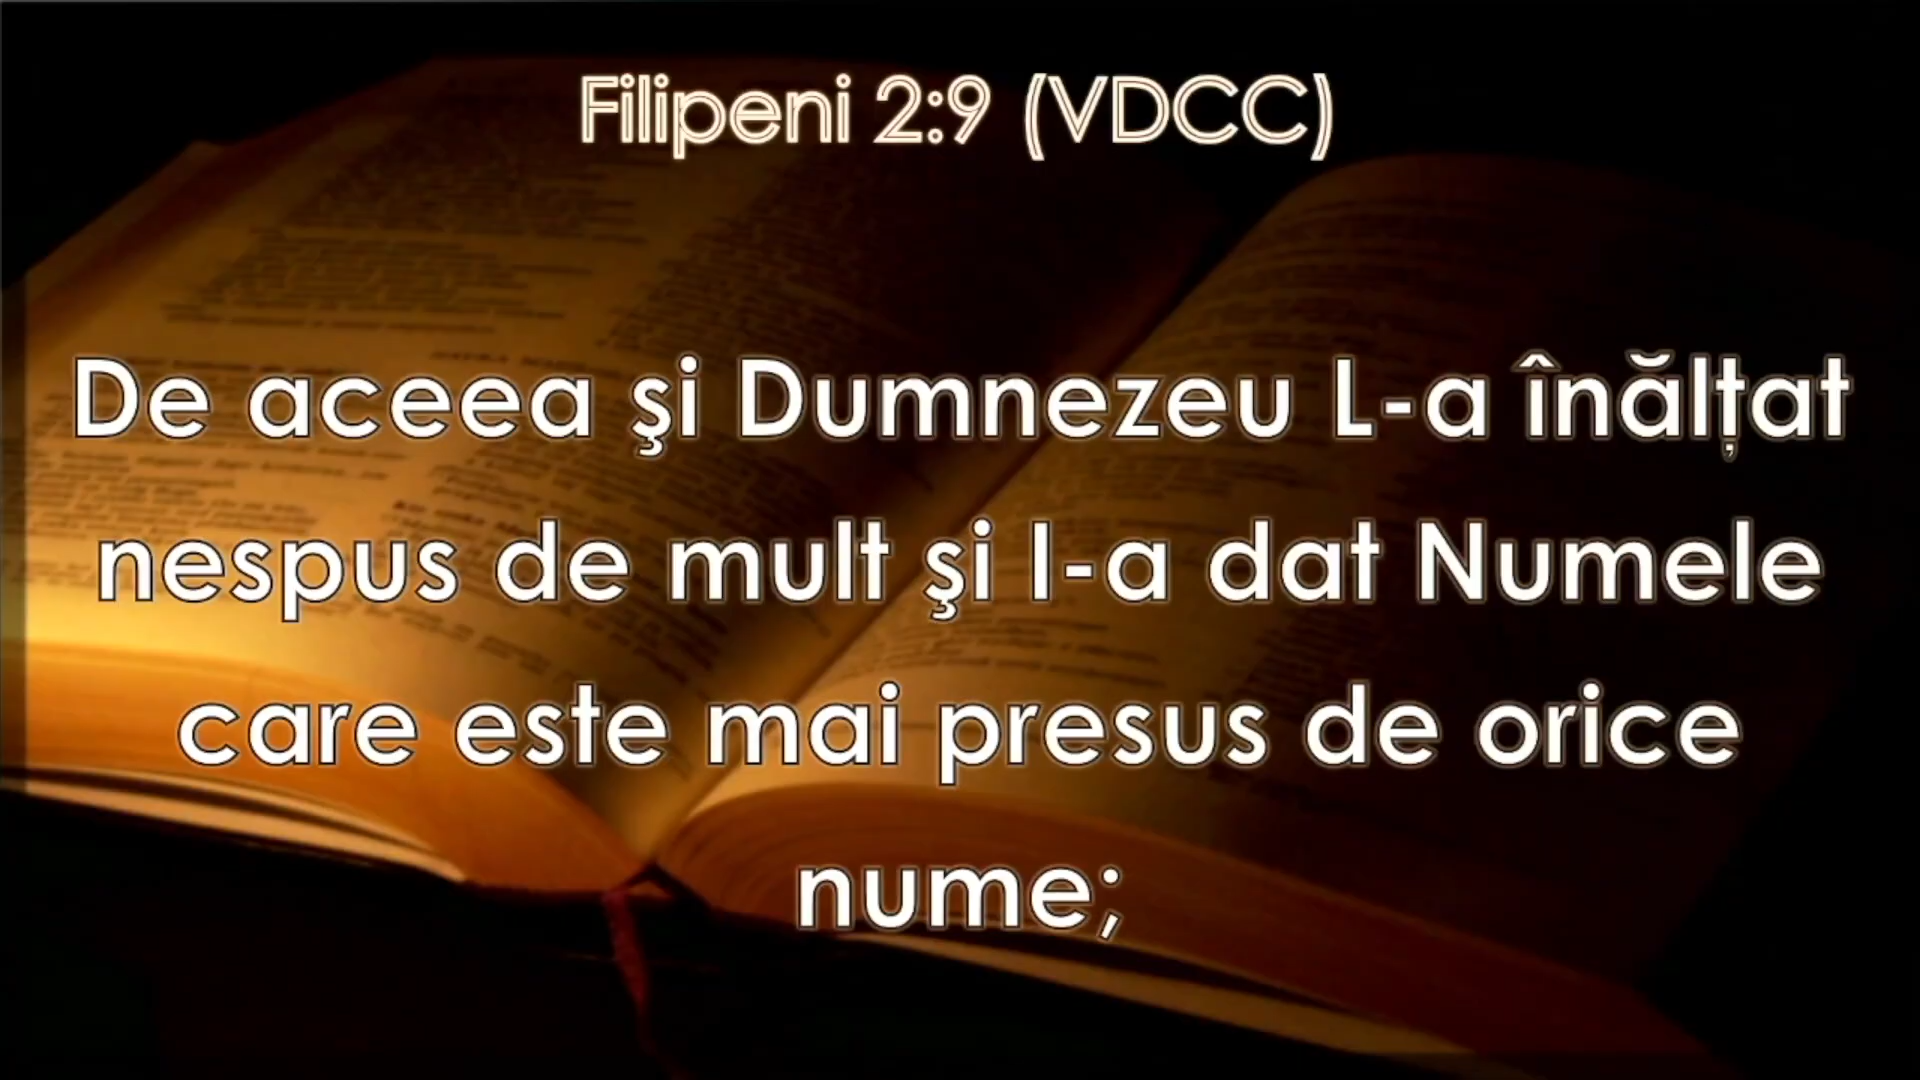 Filipeni 2:9 (VDCC)
De aceea şi Dumnezeu L-a înălțat
nespus de mult şi I-a dat Numele
care este mai presus de orice
nume;